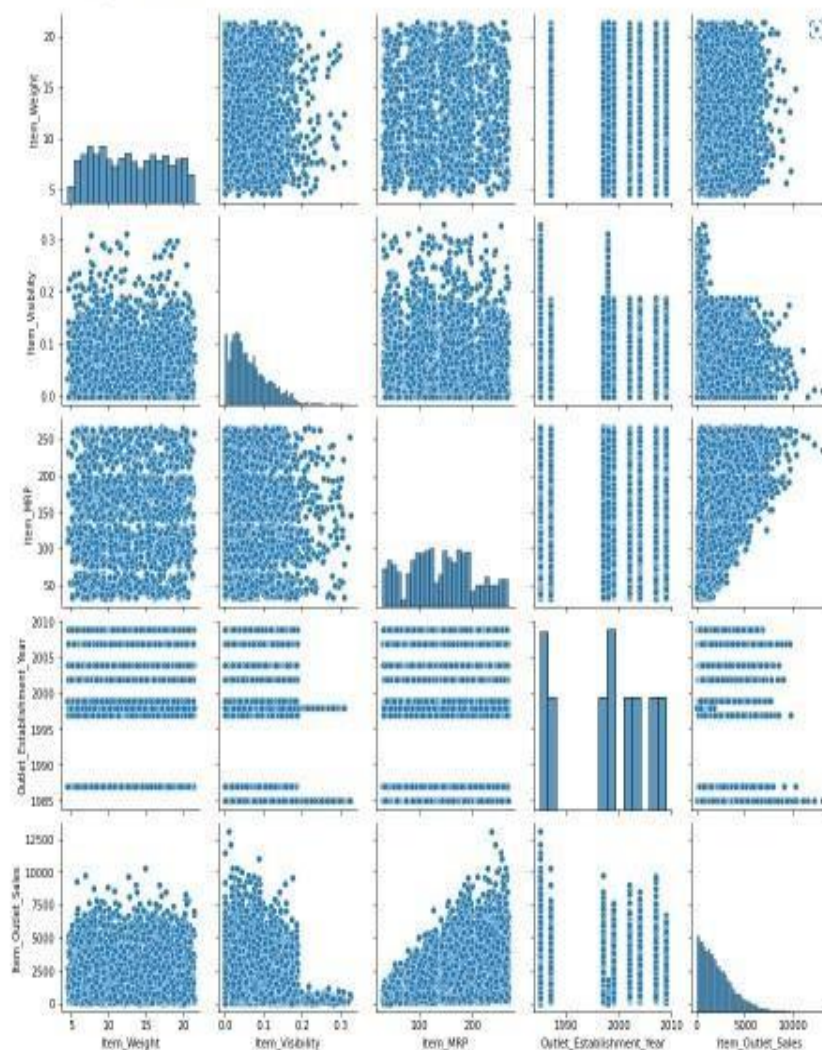 Item_Weight
20
15
10
5
Item_Visibility
0.3
0.2
0.1
0.0
Item_MRP
250
200
150
100
50
Outlet_Establishment_Year
2010
2005
2000
1995
1990
1985
Item_Outlet_Sales
12500
10000
7500
5000
2500
0
5 10 15 20
0.0 0.1 0.2 0.3
100 200
1990 2000 2010
0 5000 10000
Item_Weight
Item_Visibility
Item_MRP
Outlet_Establishment_Year
Item_Outlet_Sales